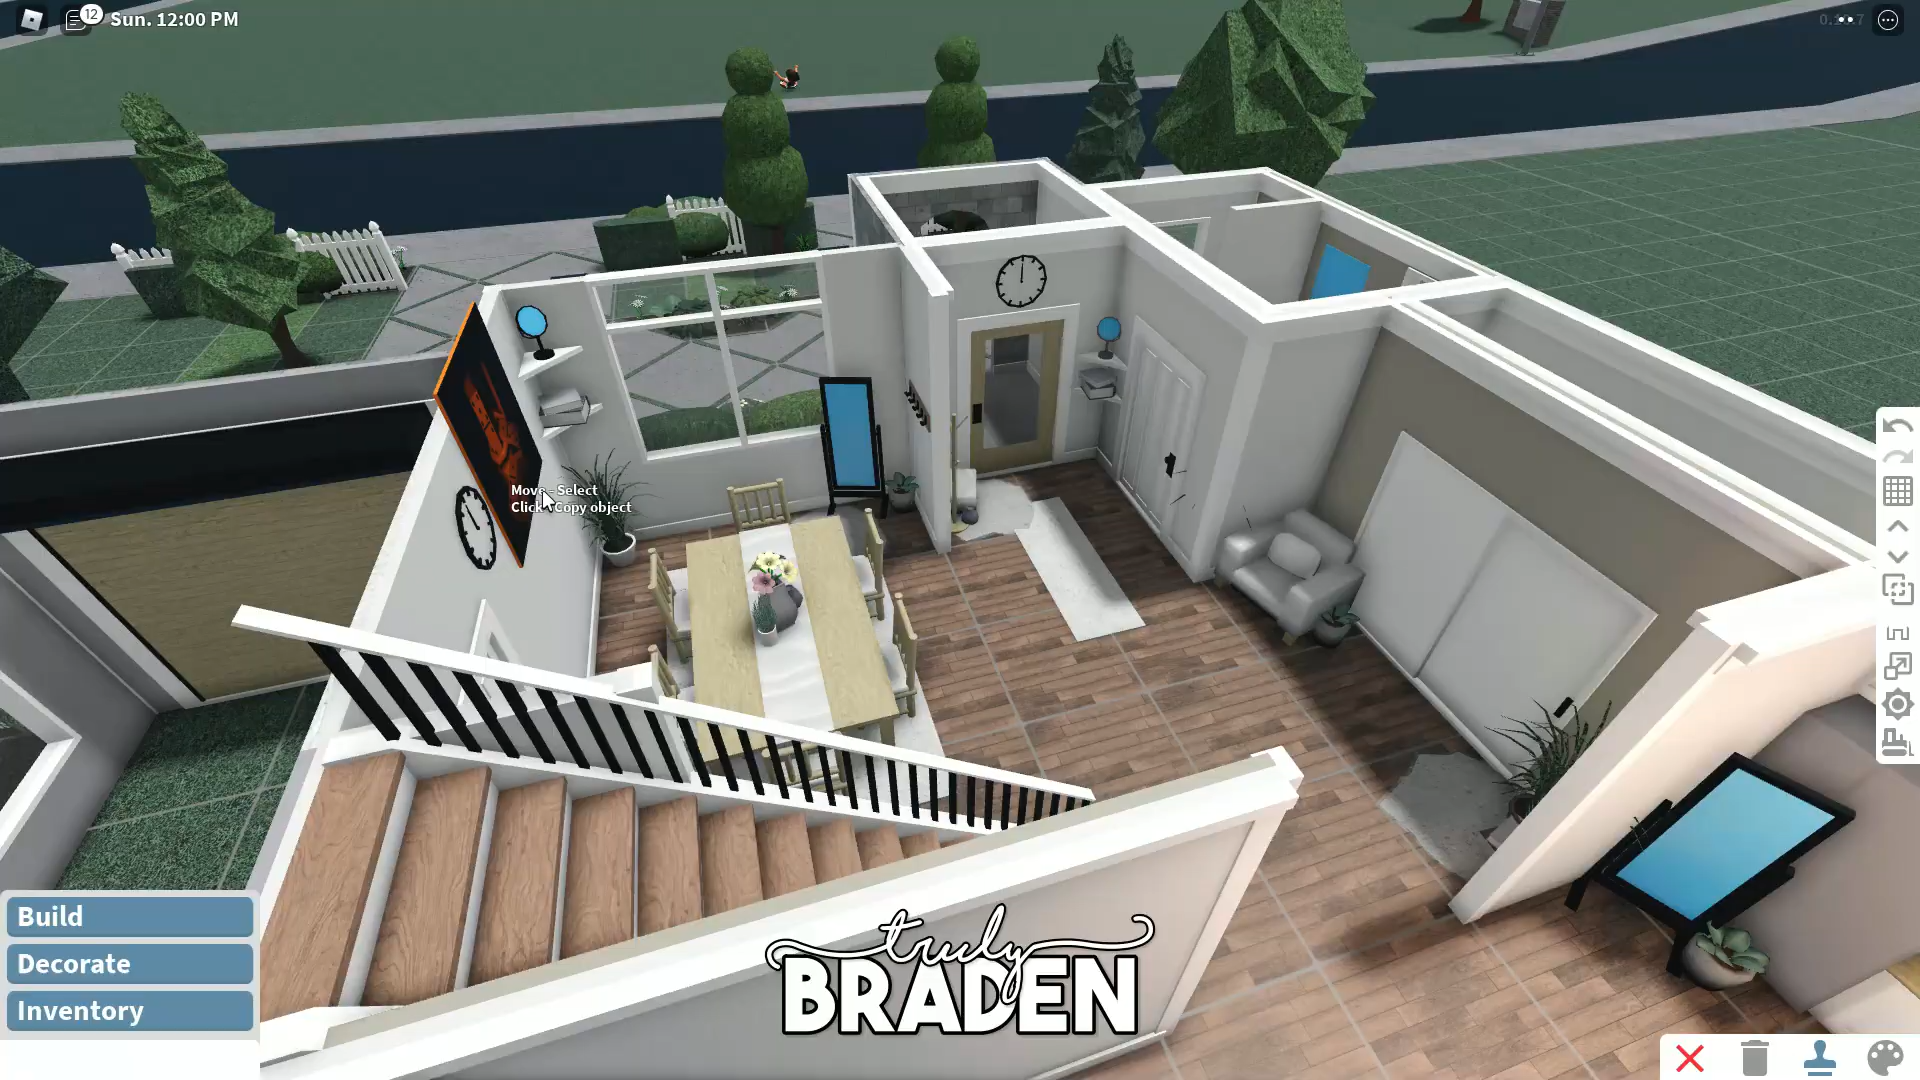 12
Sun. 12:00 PM
Move - Select
Click - Copy object
Build
Decorate
Inventory
truly
BRADEN